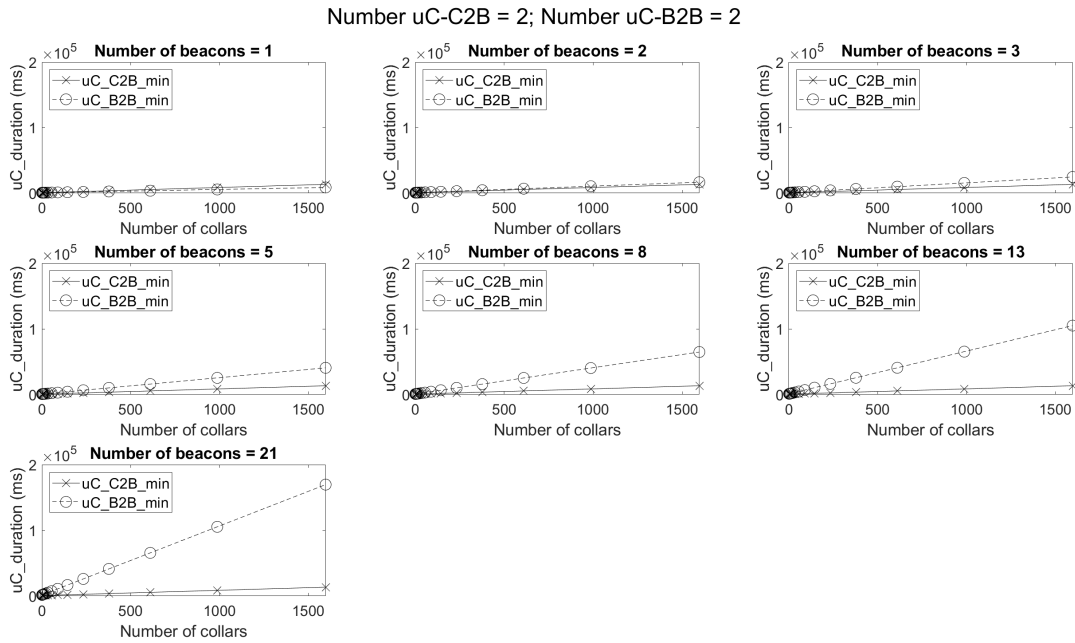 Number uC-C2B = 2; Number uC-B2B = 2
Number of beacons = 1
×10^5
2
1
0
uC_duration (ms)
uC_C2B_min
uC_B2B_min
0 500 1000 1500
Number of collars
Number of beacons = 2
×10^5
2
1
0
uC_duration (ms)
uC_C2B_min
uC_B2B_min
0 500 1000 1500
Number of collars
Number of beacons = 3
×10^5
2
1
0
uC_duration (ms)
uC_C2B_min
uC_B2B_min
0 500 1000 1500
Number of collars
Number of beacons = 5
×10^5
2
1
0
uC_duration (ms)
uC_C2B_min
uC_B2B_min
0 500 1000 1500
Number of collars
Number of beacons = 8
×10^5
2
1
0
uC_duration (ms)
uC_C2B_min
uC_B2B_min
0 500 1000 1500
Number of collars
Number of beacons = 13
×10^5
2
1
0
uC_duration (ms)
uC_C2B_min
uC_B2B_min
0 500 1000 1500
Number of collars
Number of beacons = 21
×10^5
2
1
0
uC_duration (ms)
uC_C2B_min
uC_B2B_min
0 500 1000 1500
Number of collars